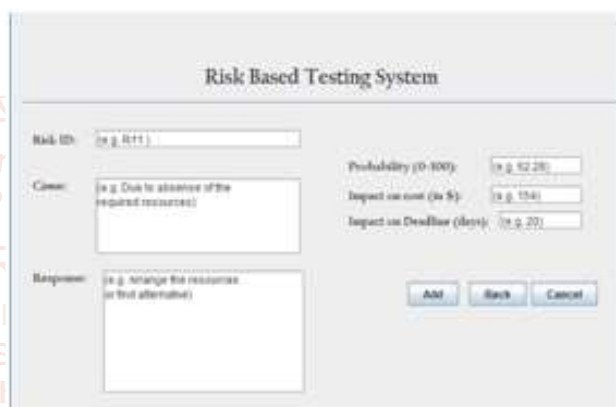 Risk Based Testing System
Risk ID: (e.g. R11 )
Cause: (e.g. Due to absence of the
required resources)
Response: (e.g. Arrange the resources
or find alternative)
Probability (0-100): (e.g. 62.28)
Impact on cost (in $): (e.g. 154)
Impact on Deadline (days): (e.g. 20)
Add Back Cancel